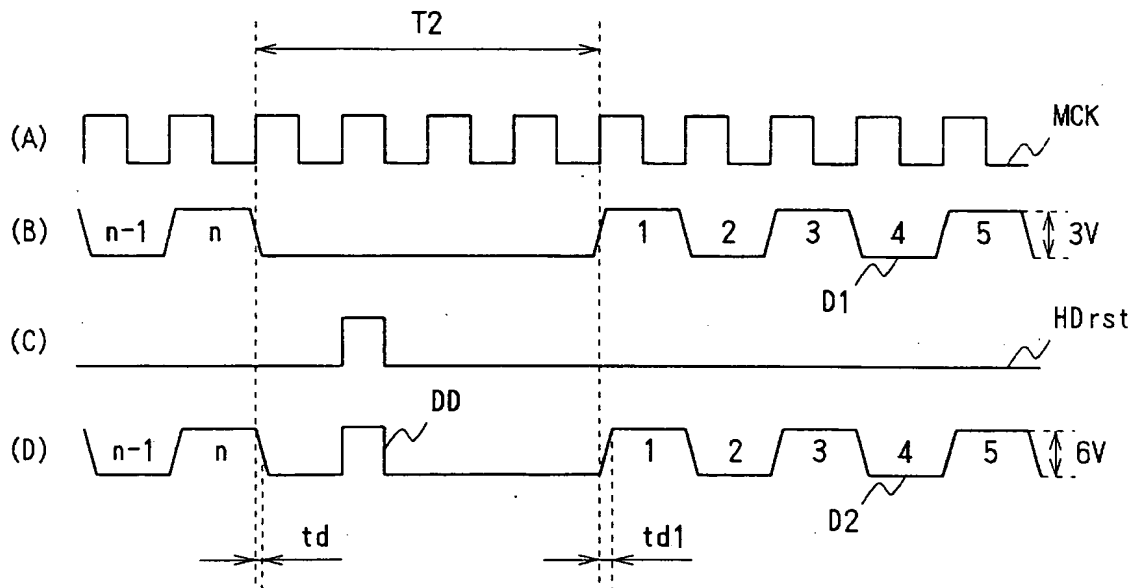 T2
(A) MCK
(B) n-1 n 1 2 3 4 5 3V
D1
(C) HDrst
DD
(D) n-1 n 1 2 3 4 5 6V
D2
td td1